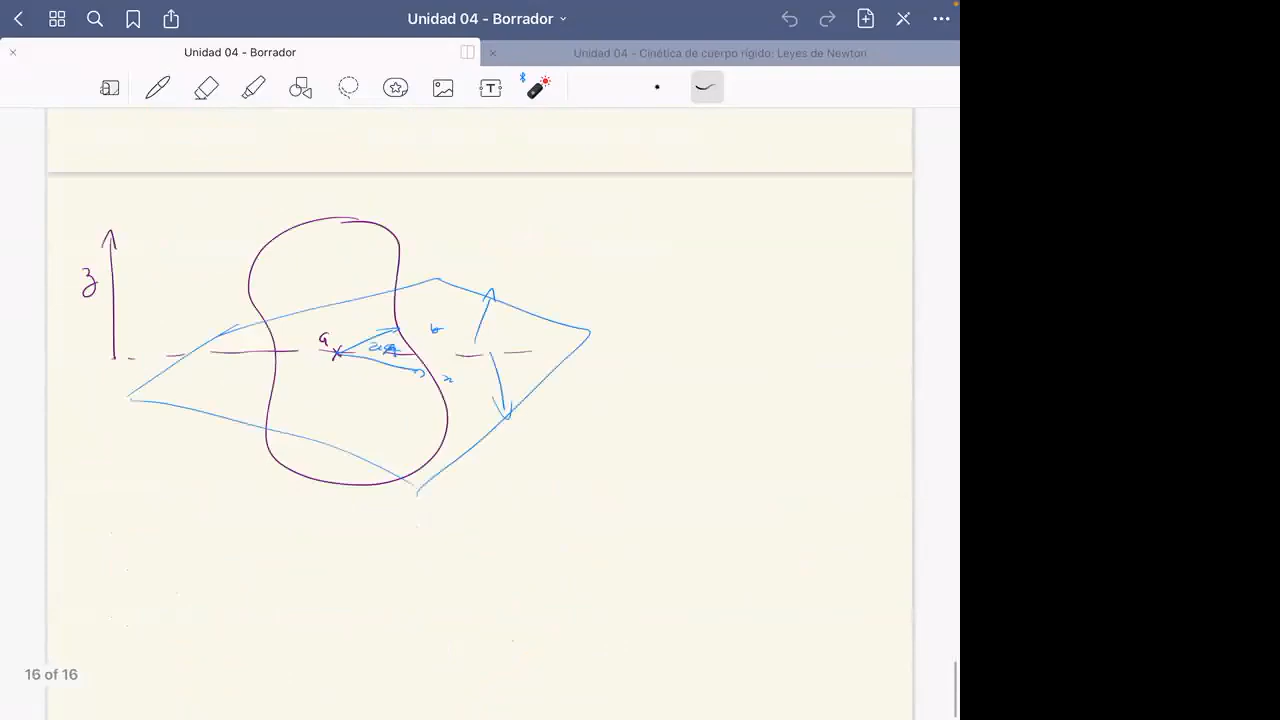 Unidad 04 - Borrador
Unidad 04 - Borrador
Unidad 04 - Cinética de cuerpo rígido: Leyes de Newton
T
z
G
x
16 of 16